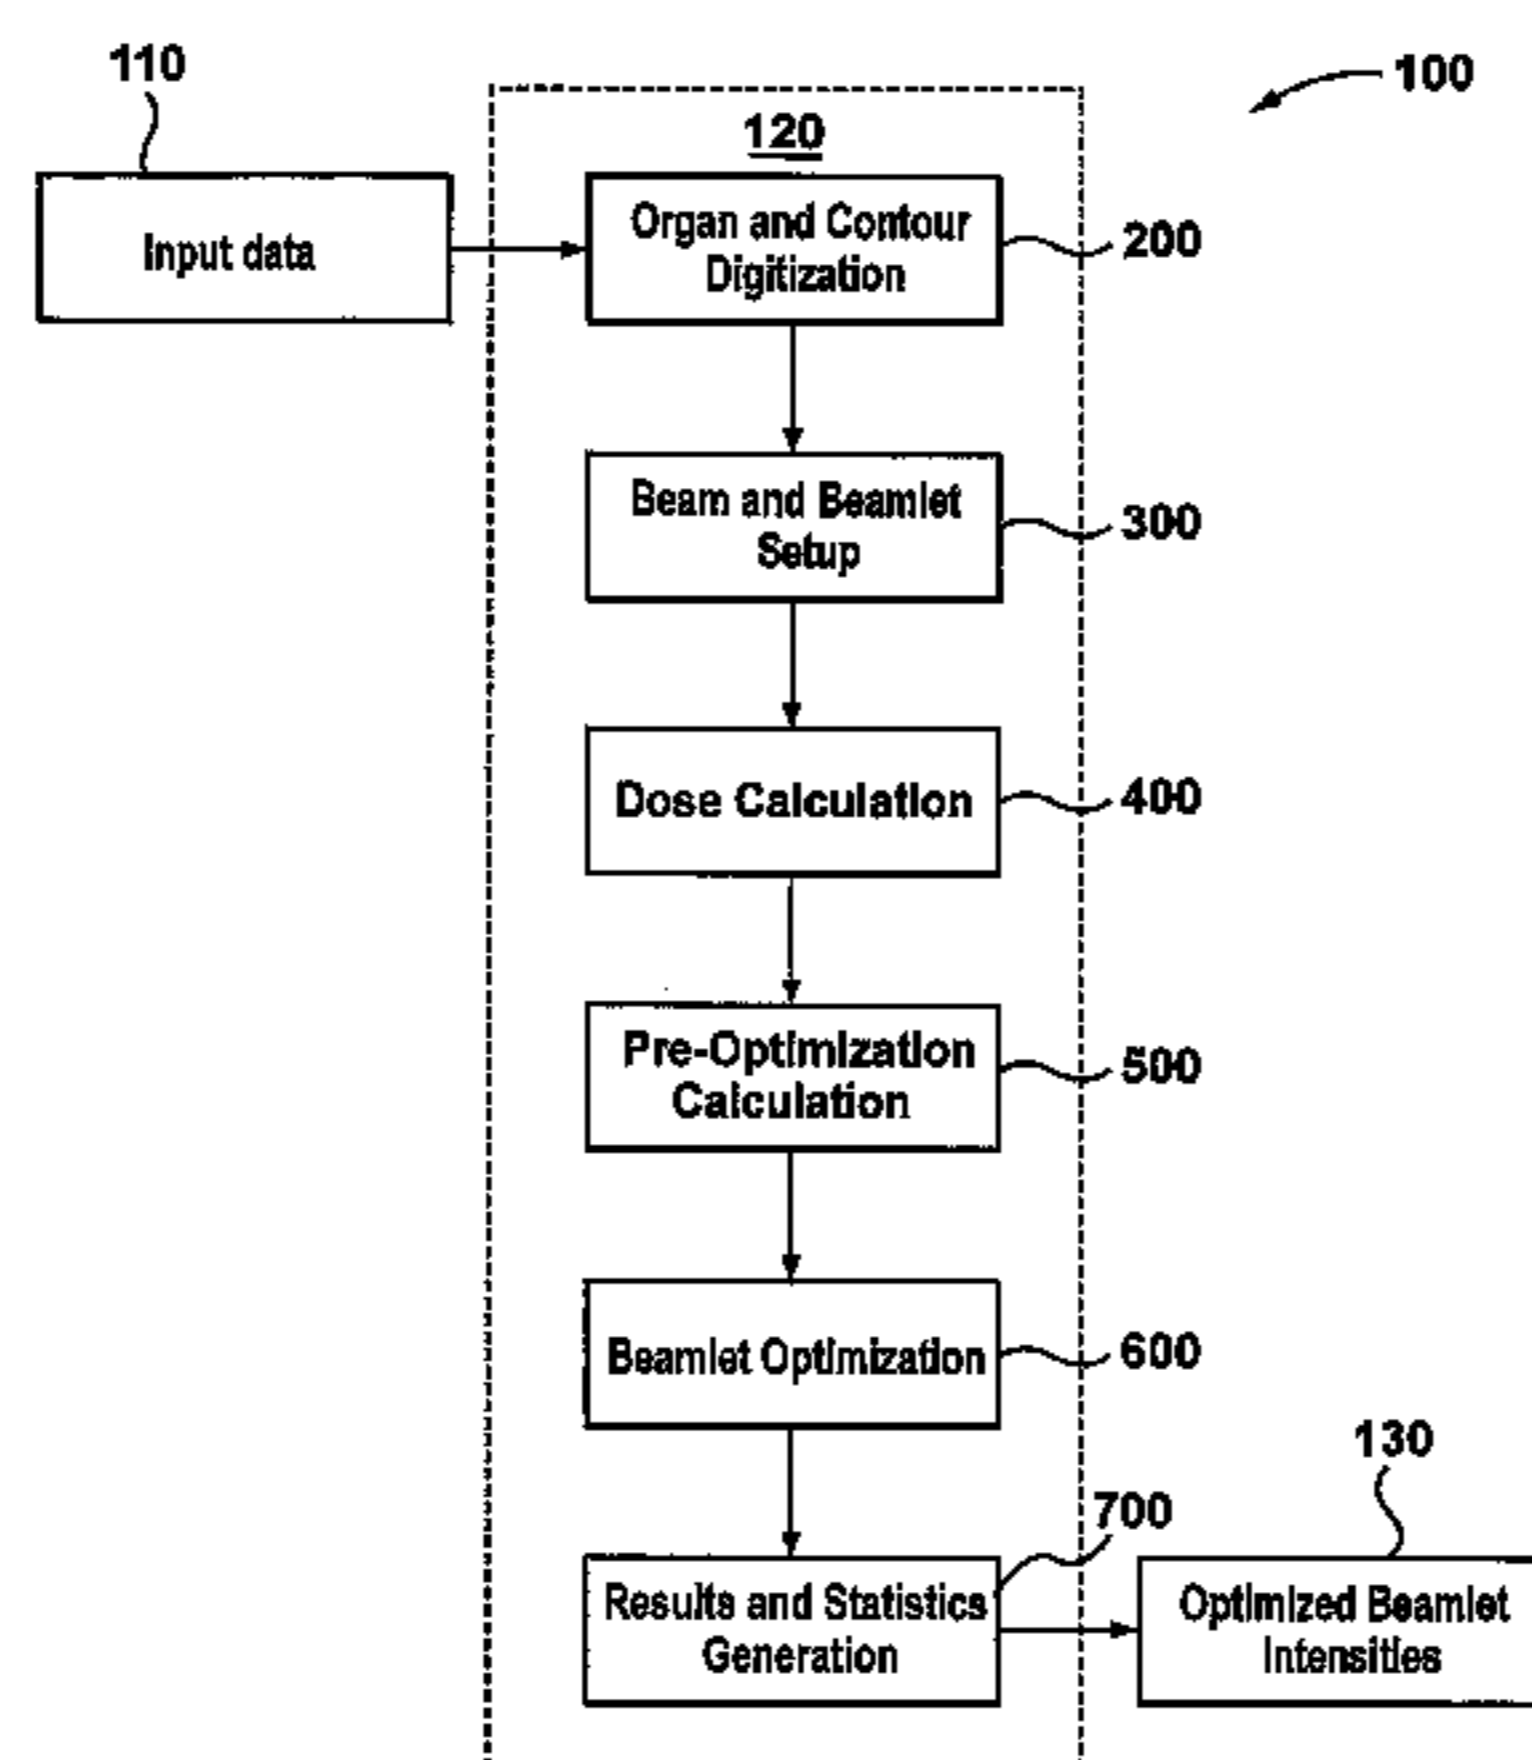 110
100
120
Input data
Organ and Contour
Digitization
200
Beam and Beamlet
Setup
300
Dose Calculation
400
Pre-Optimization
Calculation
500
Beamlet Optimization
600
130
700
Results and Statistics
Generation
Optimized Beamlet
Intensities